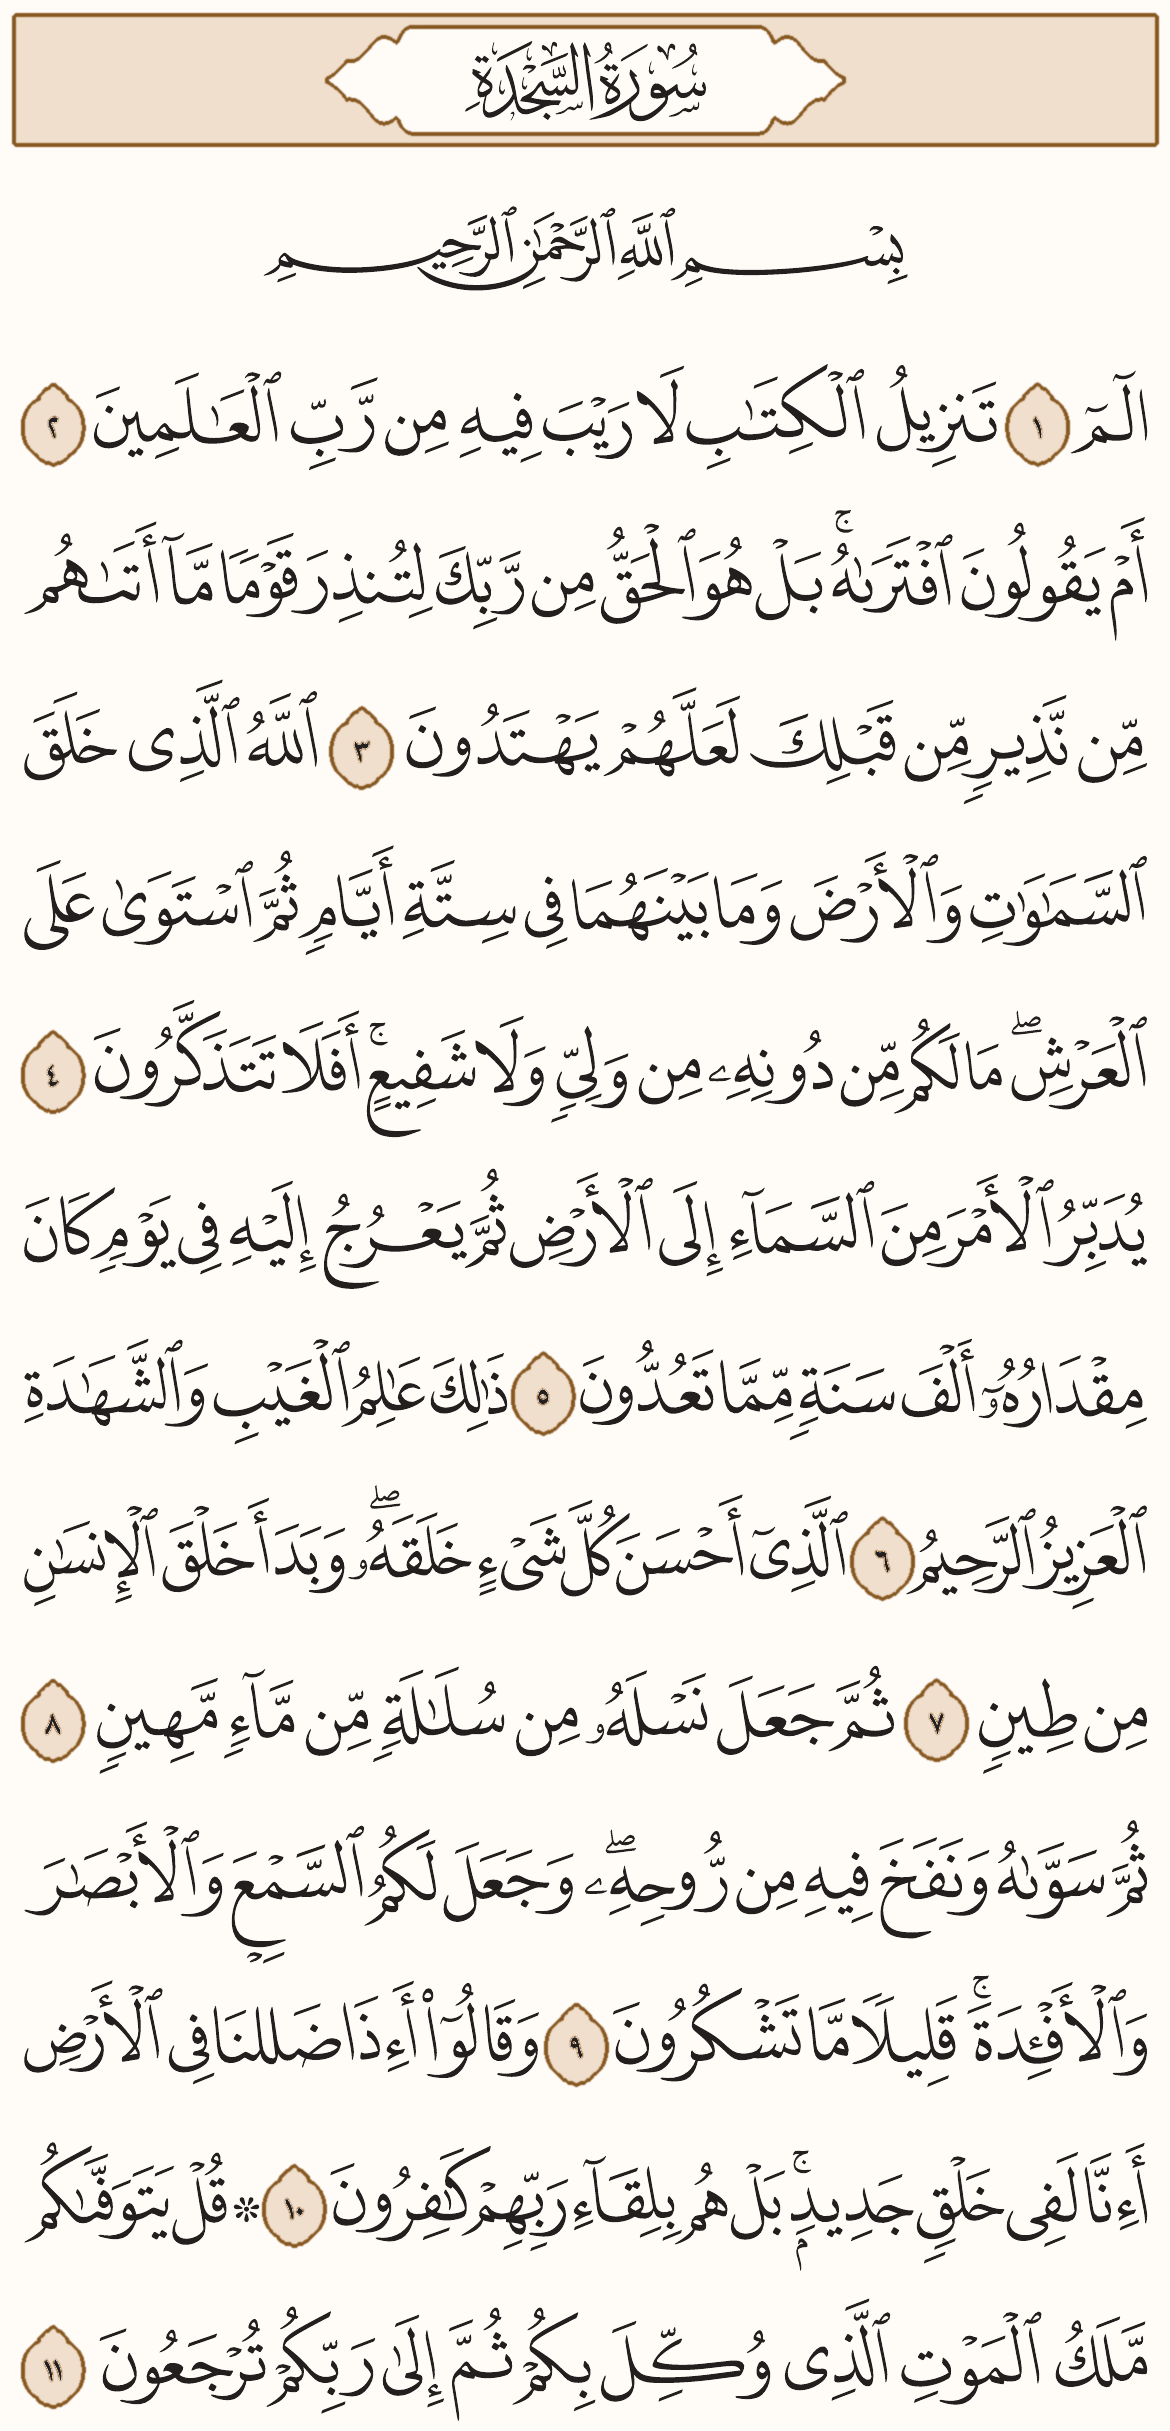 سُورَةُ السَّجْدَةِ
بِسۡمِ ٱللَّهِ ٱلرَّحۡمَٰنِ ٱلرَّحِيمِ
الٓمٓ ١ تَنزِيلُ ٱلۡكِتَٰبِ لَا رَيۡبَ فِيهِ مِن رَّبِّ ٱلۡعَٰلَمِينَ ٢
أَمۡ يَقُولُونَ ٱفۡتَرَىٰهُۚ بَلۡ هُوَ ٱلۡحَقُّ مِن رَّبِّكَ لِتُنذِرَ قَوۡمٗا مَّآ أَتَىٰهُم
مِّن نَّذِيرٖ مِّن قَبۡلِكَ لَعَلَّهُمۡ يَهۡتَدُونَ ٣ ٱللَّهُ ٱلَّذِي خَلَقَ
ٱلسَّمَٰوَٰتِ وَٱلۡأَرۡضَ وَمَا بَيۡنَهُمَا فِي سِتَّةِ أَيَّامٖ ثُمَّ ٱسۡتَوَىٰ عَلَى
ٱلۡعَرۡشِۖ مَا لَكُم مِّن دُونِهِۦ مِن وَلِيّٖ وَلَا شَفِيعٍۚ أَفَلَا تَتَذَكَّرُونَ ٤
يُدَبِّرُ ٱلۡأَمۡرَ مِنَ ٱلسَّمَآءِ إِلَى ٱلۡأَرۡضِ ثُمَّ يَعۡرُجُ إِلَيۡهِ فِي يَوۡمٖ كَانَ
مِقۡدَارُهُۥٓ أَلۡفَ سَنَةٖ مِّمَّا تَعُدُّونَ ٥ ذَٰلِكَ عَٰلِمُ ٱلۡغَيۡبِ وَٱلشَّهَٰدَةِ
ٱلۡعَزِيزُ ٱلرَّحِيمُ ٦ ٱلَّذِيٓ أَحۡسَنَ كُلَّ شَيۡءٍ خَلَقَهُۥۖ وَبَدَأَ خَلۡقَ ٱلۡإِنسَٰنِ
مِن طِينٖ ٧ ثُمَّ جَعَلَ نَسۡلَهُۥ مِن سُلَٰلَةٖ مِّن مَّآءٖ مَّهِينٖ ٨
ثُمَّ سَوَّىٰهُ وَنَفَخَ فِيهِ مِن رُّوحِهِۦۖ وَجَعَلَ لَكُمُ ٱلسَّمۡعَ وَٱلۡأَبۡصَٰرَ
وَٱلۡأَفۡـِٔدَةَۚ قَلِيلٗا مَّا تَشۡكُرُونَ ٩ وَقَالُوٓاْ أَءِذَا ضَلَلۡنَا فِي ٱلۡأَرۡضِ
أَءِنَّا لَفِي خَلۡقٖ جَدِيدِۭۚ بَلۡ هُم بِلِقَآءِ رَبِّهِمۡ كَٰفِرُونَ ١٠ ۞ قُلۡ يَتَوَفَّىٰكُم
مَّلَكُ ٱلۡمَوۡتِ ٱلَّذِي وُكِّلَ بِكُمۡ ثُمَّ إِلَىٰ رَبِّكُمۡ تُرۡجَعُونَ ١١